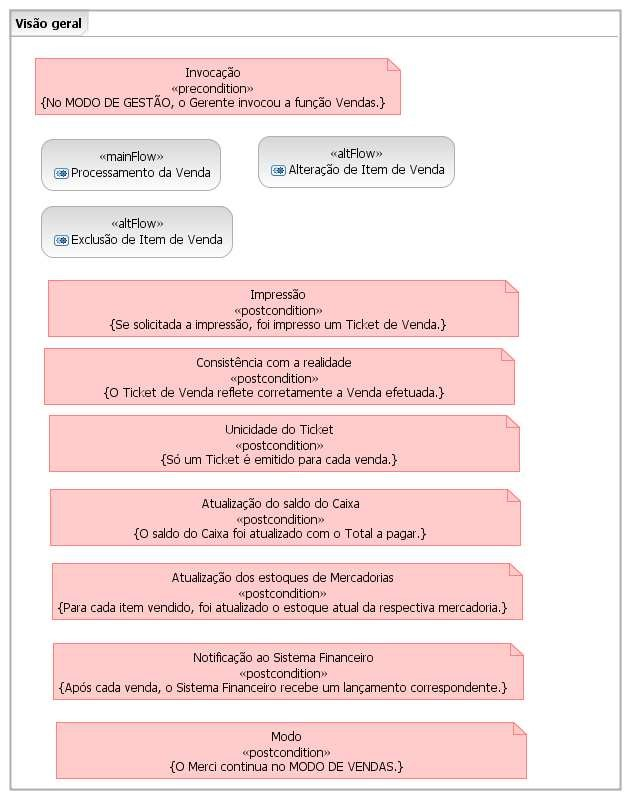 Visão geral
Invocação
«precondition»
{No MODO DE GESTÃO, o Gerente invocou a função Vendas.}
«mainFlow»
Processamento da Venda
«altFlow»
Alteração de Item de Venda
«altFlow»
Exclusão de Item de Venda
Impressão
«postcondition»
{Se solicitada a impressão, foi impresso um Ticket de Venda.}
Consistência com a realidade
«postcondition»
{O Ticket de Venda reflete corretamente a Venda efetuada.}
Unicidade do Ticket
«postcondition»
{Só um Ticket é emitido para cada venda.}
Atualização do saldo do Caixa
«postcondition»
{O saldo do Caixa foi atualizado com o Total a pagar.}
Atualização dos estoques de Mercadorias
«postcondition»
{Para cada item vendido, foi atualizado o estoque atual da respectiva mercadoria.}
Notificação ao Sistema Financeiro
«postcondition»
{Após cada venda, o Sistema Financeiro recebe um lançamento correspondente.}
Modo
«postcondition»
{O Merci continua no MODO DE VENDAS.}